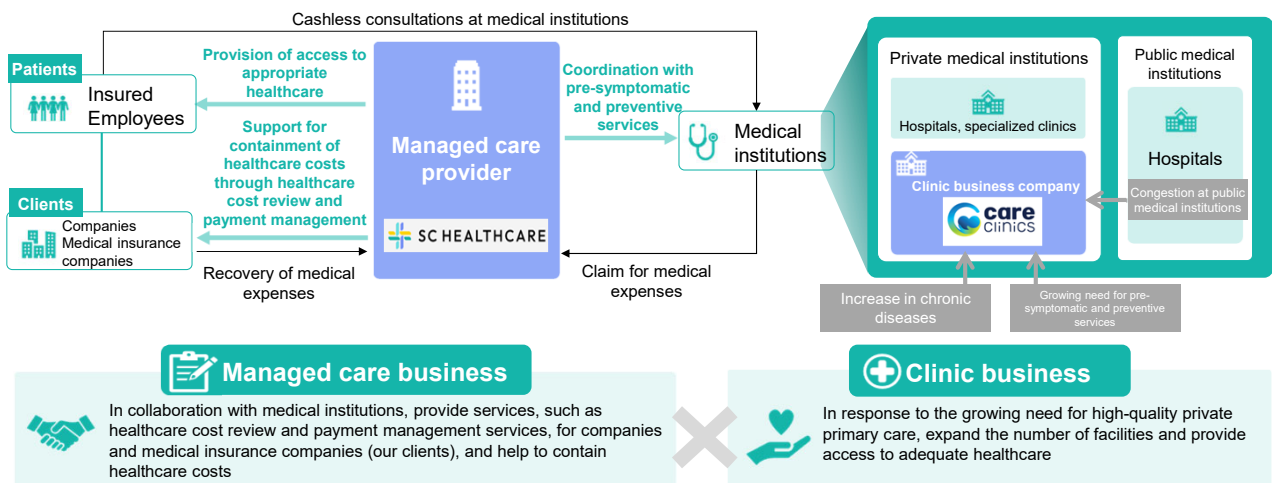 Cashless consultations at medical institutions
Patients
Insured
Employees
Provision of access to
appropriate
healthcare
Support for
containment of
healthcare costs
through healthcare
cost review and
payment management
Clients
Companies
Medical insurance
companies
Recovery of medical
expenses
Managed care
provider
SC HEALTHCARE
Coordination with
pre-symptomatic
and preventive
services
Medical
institutions
Claim for medical
expenses
Private medical institutions
Hospitals, specialized clinics
Clinic business company
care
clinics
Public medical
institutions
Hospitals
Congestion at public
medical institutions
Increase in chronic
diseases
Growing need for pre-
symptomatic and preventive
services
Managed care business
In collaboration with medical institutions, provide services, such as
healthcare cost review and payment management services, for companies
and medical insurance companies (our clients), and help to contain
healthcare costs
Clinic business
In response to the growing need for high-quality private
primary care, expand the number of facilities and provide
access to adequate healthcare